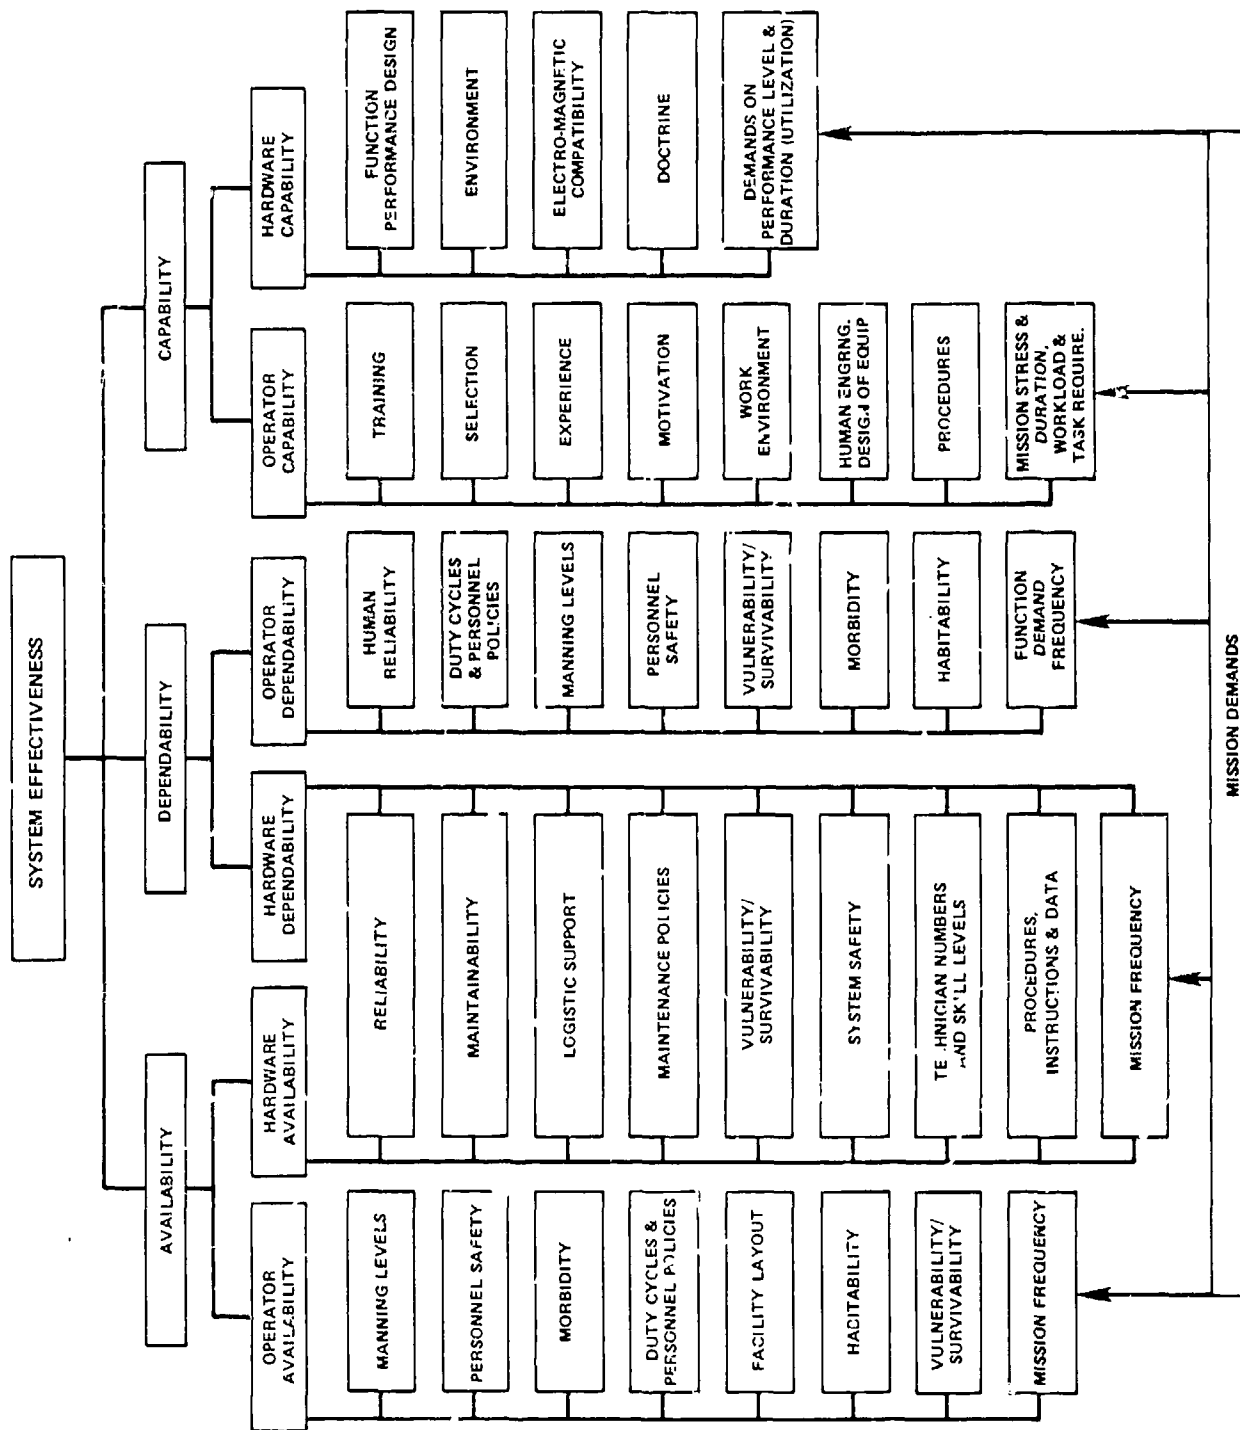 SYSTEM EFFECTIVENESS
AVAILABILITY
DEPENDABILITY
CAPABILITY
OPERATOR
AVAILABILITY
HARDWARE
AVAILABILITY
HARDWARE
DEPENDABILITY
OPERATOR
DEPENDABILITY
OPERATOR
CAPABILITY
HARDWARE
CAPABILITY
MANNING LEVELS
PERSONNEL SAFETY
MORBIDITY
DUTY CYCLES &
PERSONNEL POLICIES
FACILITY LAYOUT
HABITABILITY
VULNERABILITY/
SURVIVABILITY
MISSION FREQUENCY
RELIABILITY
MAINTAINABILITY
LOGISTIC SUPPORT
MAINTENANCE POLICIES
VULNERABILITY/
SURVIVABILITY
SYSTEM SAFETY
TECHNICIAN NUMBERS
AND SKILL LEVELS
PROCEDURES,
INSTRUCTIONS & DATA
MISSION FREQUENCY
HUMAN
RELIABILITY
DUTY CYCLES
& PERSONNEL
POLICIES
MANNING LEVELS
PERSONNEL
SAFETY
VULNERABILITY/
SURVIVABILITY
MORBIDITY
HABITABILITY
FUNCTION
DEMAND
FREQUENCY
TRAINING
SELECTION
EXPERIENCE
MOTIVATION
WORK
ENVIRONMENT
HUMAN ENGRNG.
DESIGN OF EQUIP
PROCEDURES
MISSION STRESS &
DURATION,
WORKLOAD &
TASK REQUIRE.
FUNCTION
PERFORMANCE DESIGN
ENVIRONMENT
ELECTRO-MAGNETIC
COMPATIBILITY
DOCTRINE
DEMANDS ON
PERFORMANCE LEVEL &
DURATION (UTILIZATION)
MISSION DEMANDS